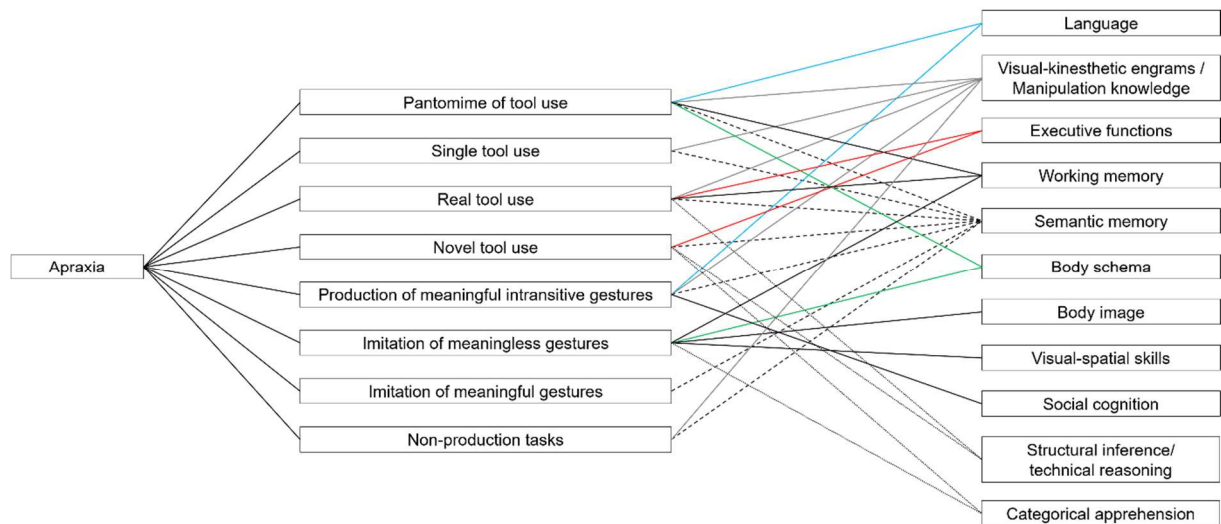 Apraxia
Pantomime of tool use
Single tool use
Real tool use
Novel tool use
Production of meaningful intransitive gestures
Imitation of meaningless gestures
Imitation of meaningful gestures
Non-production tasks
Language
Visual-kinesthetic engrams /
Manipulation knowledge
Executive functions
Working memory
Semantic memory
Body schema
Body image
Visual-spatial skills
Social cognition
Structural inference/
technical reasoning
Categorical apprehension